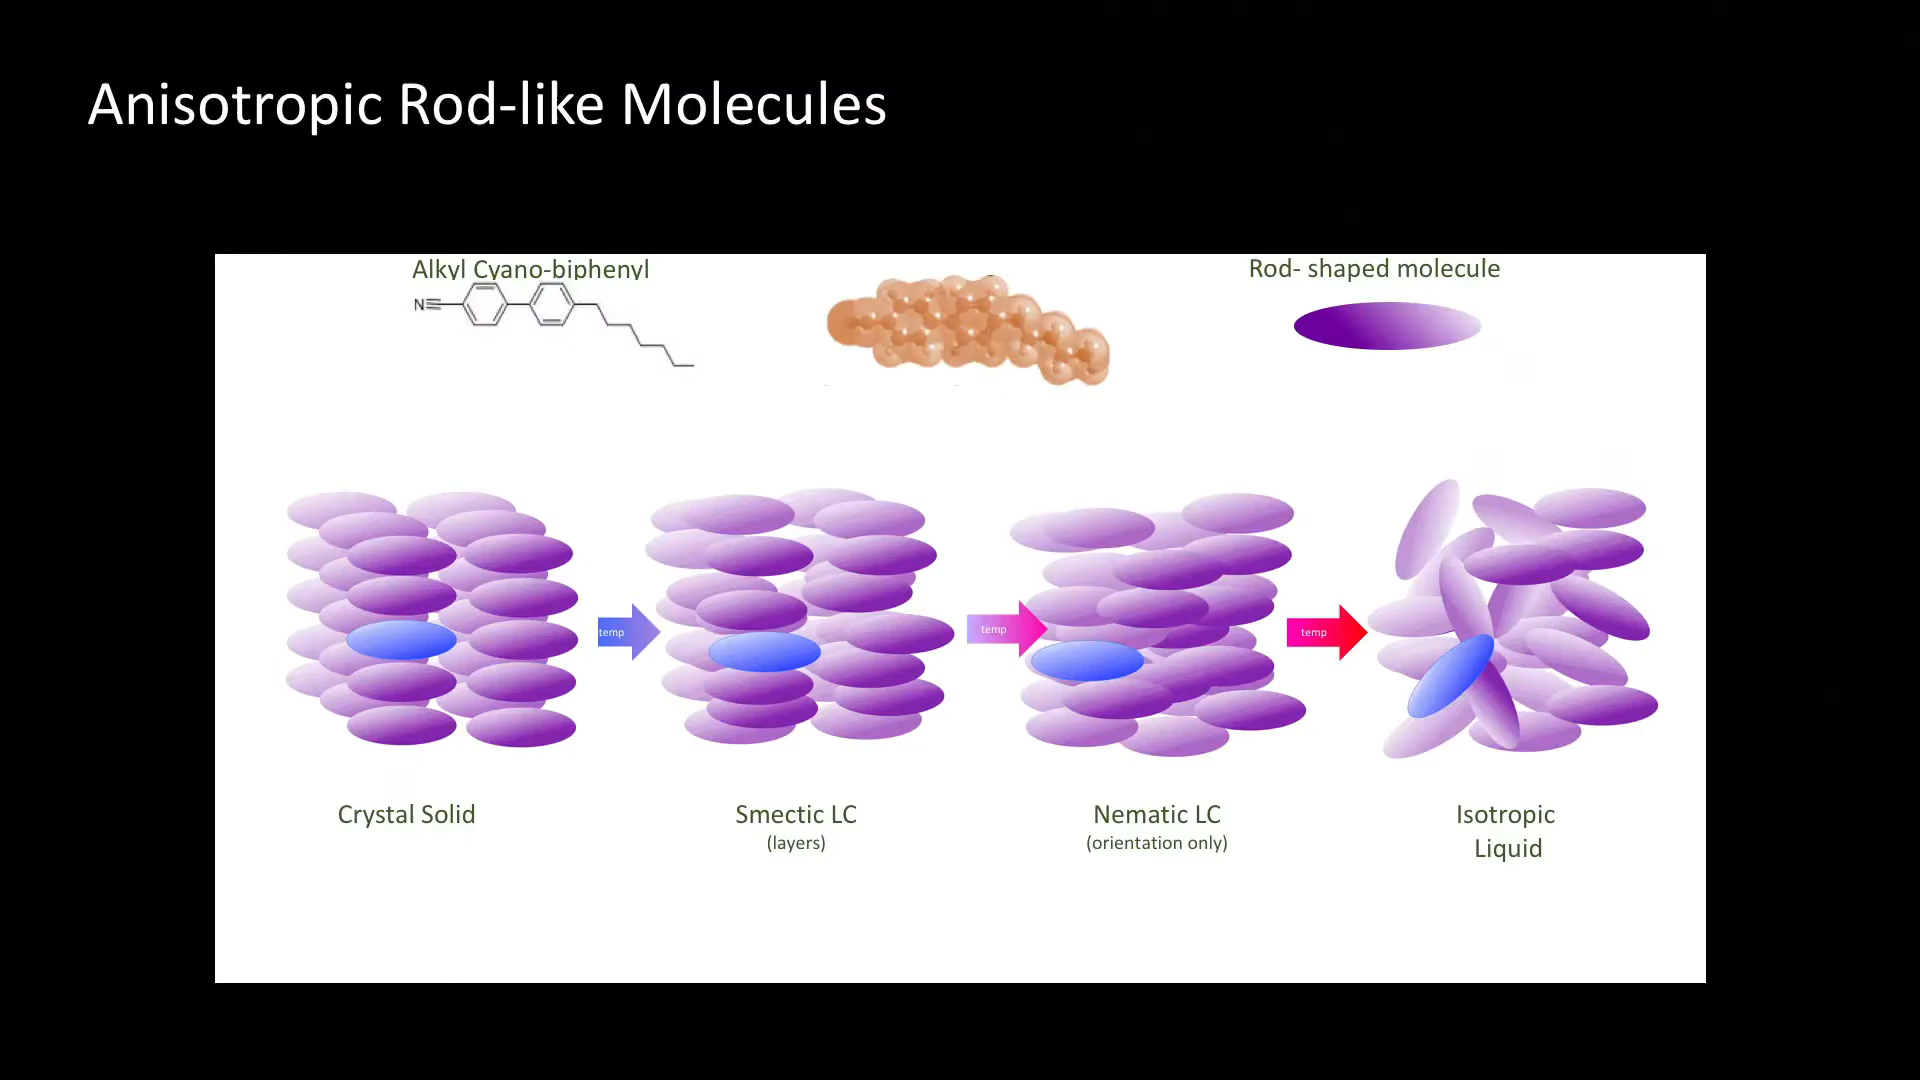 Anisotropic Rod-like Molecules
Alkyl Cyano-biphenyl
Rod- shaped molecule
N
temp
temp
temp
Crystal Solid
Smectic LC
(layers)
Nematic LC
(orientation only)
Isotropic
Liquid